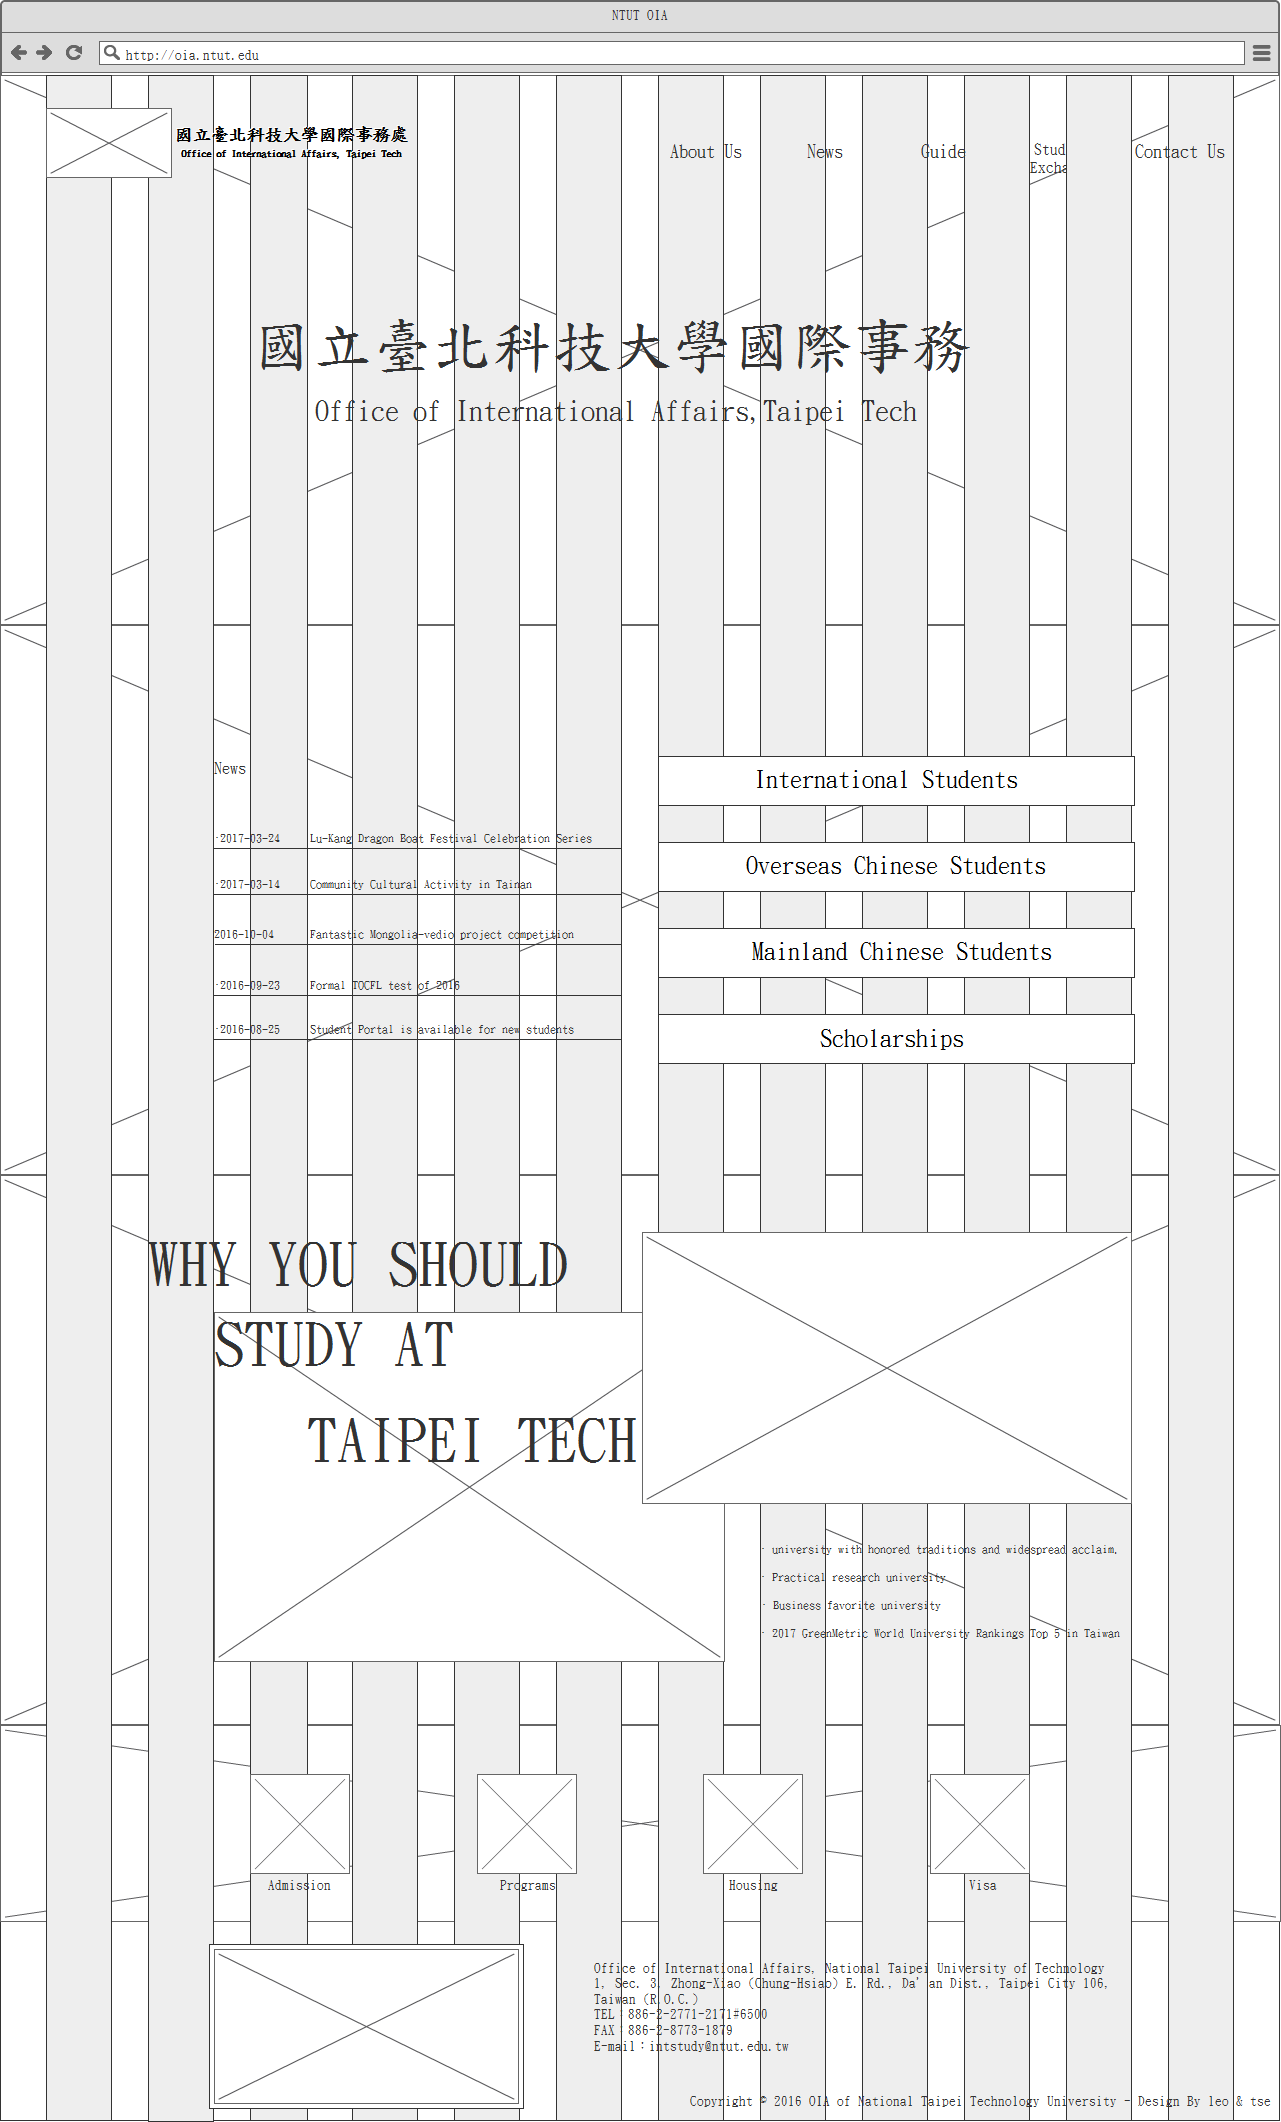 NTUT OIA
http://oia.ntut.edu
國立臺北科技大學國際事務處
Office of International Affairs, Taipei Tech
About Us
News
Guide
Stud
Excha
Contact Us
國立臺北科技大學國際事務
Office of International Affairs,Taipei Tech
News
·2017-03-24 Lu-Kang Dragon Boat Festival Celebration Series
·2017-03-14 Community Cultural Activity in Tainan
2016-10-04 Fantastic Mongolia-vedio project competition
·2016-09-23 Formal TOCFL test of 2016
·2016-08-25 Student Portal is available for new students
International Students
Overseas Chinese Students
Mainland Chinese Students
Scholarships
WHY YOU SHOULD
STUDY AT
TAIPEI TECH
· university with honored traditions and widespread acclaim.
· Practical research university
· Business favorite university
· 2017 GreenMetric World University Rankings Top 5 in Taiwan
Admission
Programs
Housing
Visa
Office of International Affairs, National Taipei University of Technology
1, Sec. 3, Zhong-Xiao (Chung-Hsiao) E. Rd., Da'an Dist., Taipei City 106,
Taiwan (R.O.C.)
TEL：886-2-2771-2171#6500
FAX：886-2-8773-1879
E-mail：intstudy@ntut.edu.tw
Copyright © 2016 OIA of National Taipei Technology University - Design By leo & tse